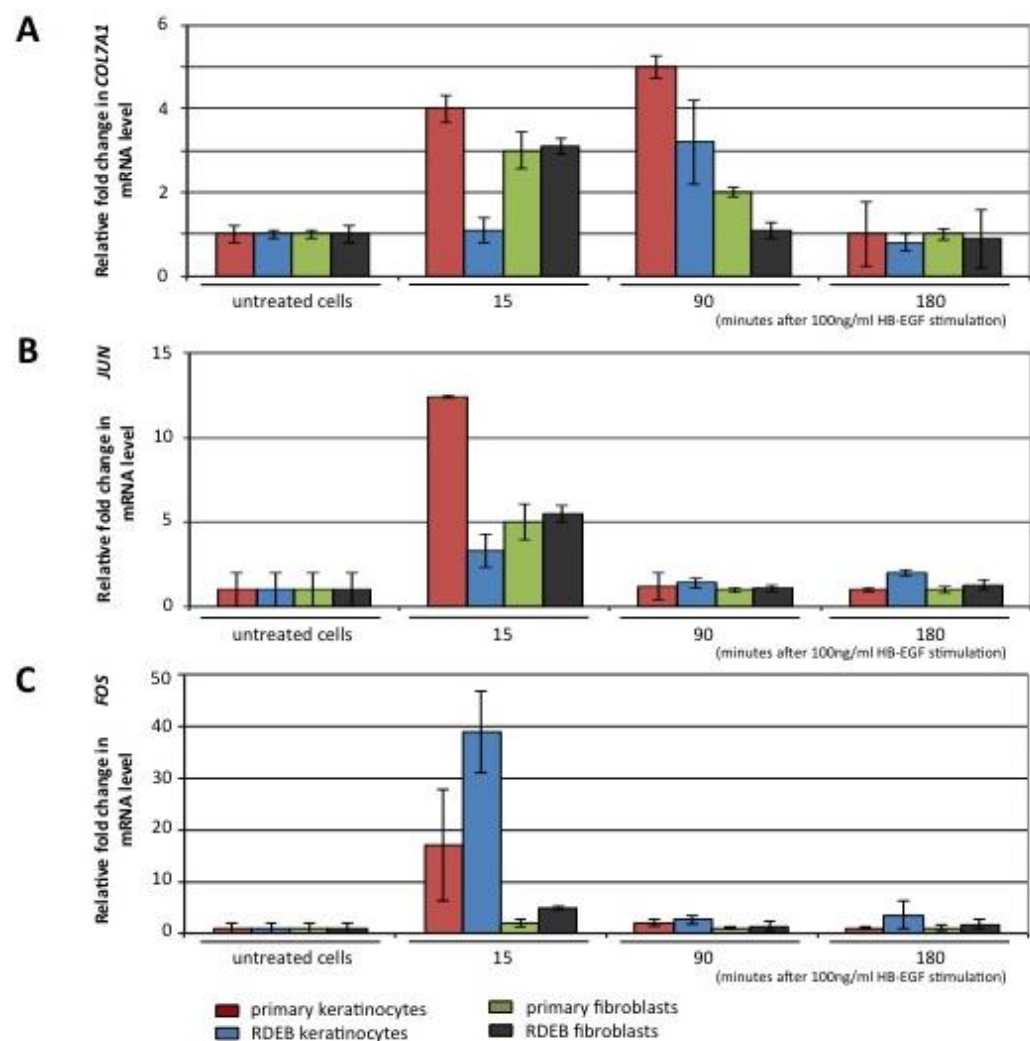 A
Relative fold change in COL7A1
mRNA level
6
4
2
0
untreated cells 15 90 180
(minutes after 100ng/ml HB-EGF stimulation)
B
JUN
Relative fold change in
mRNA level
15
10
5
0
untreated cells 15 90 180
(minutes after 100ng/ml HB-EGF stimulation)
C
FOS
Relative fold change in
mRNA level
50
40
30
20
10
0
untreated cells 15 90 180
(minutes after 100ng/ml HB-EGF stimulation)
primary keratinocytes primary fibroblasts
RDEB keratinocytes RDEB fibroblasts